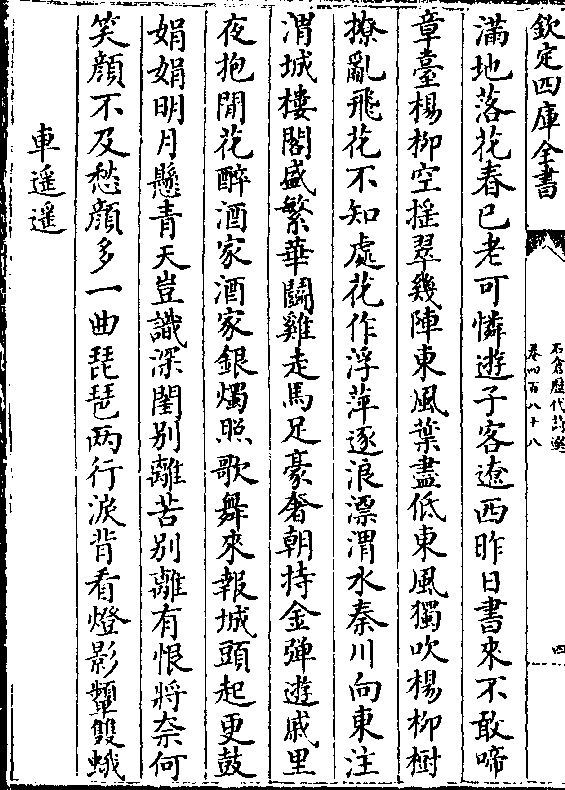 欽定四庫全書
石倉歷代詩選
卷四百八十八
四
滿地落花春已老可憐遊子客遼西昨日書來不敢啼
章臺楊柳空揺翠幾陣東風葉盡低東風獨吹楊柳樹
撩亂飛花不知處花作浮萍逐浪漂渭水秦川向東注
渭城樓閣盛繁華鬬雞走馬足豪奢朝持金彈遊戚里
夜抱閒花醉酒家酒家銀燭照歌舞來報城頭起更鼓
娟娟明月懸青天豈識深閨别離苦别離有恨將奈何
笑顔不及愁顔多一曲琵琶两行淚背看燈影顰雙蛾
車遥遥